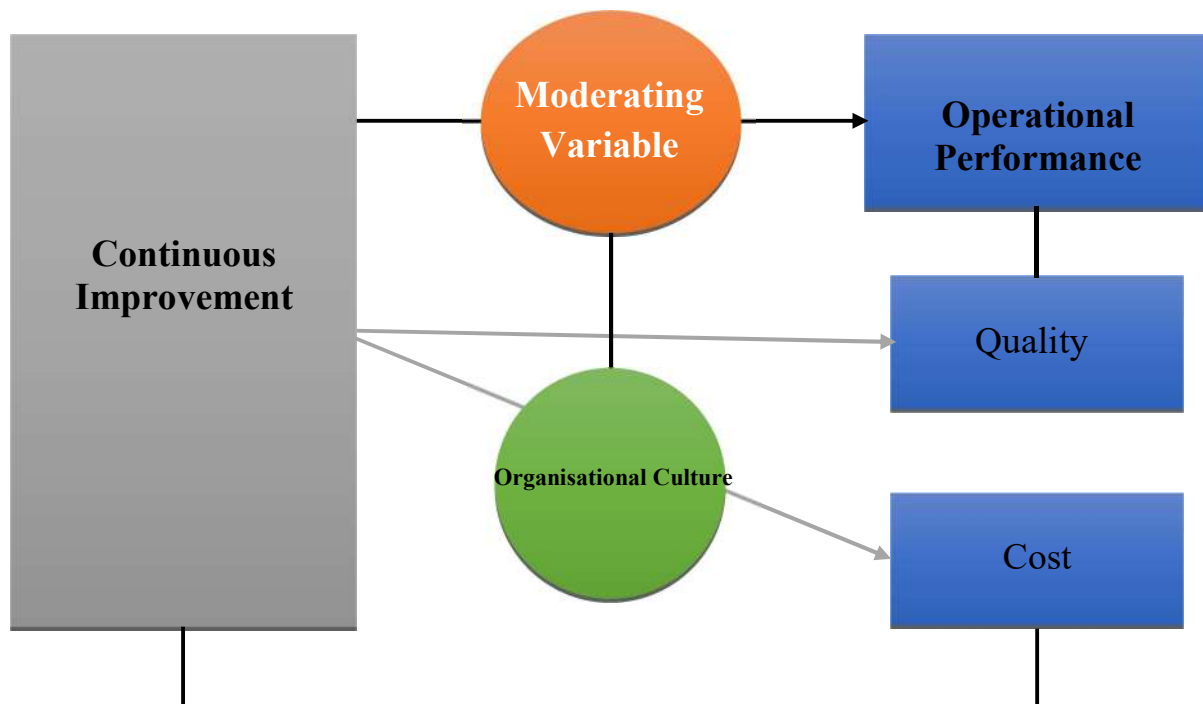 Moderating
Variable
Operational
Performance
Continuous
Improvement
Quality
Organisational Culture
Cost